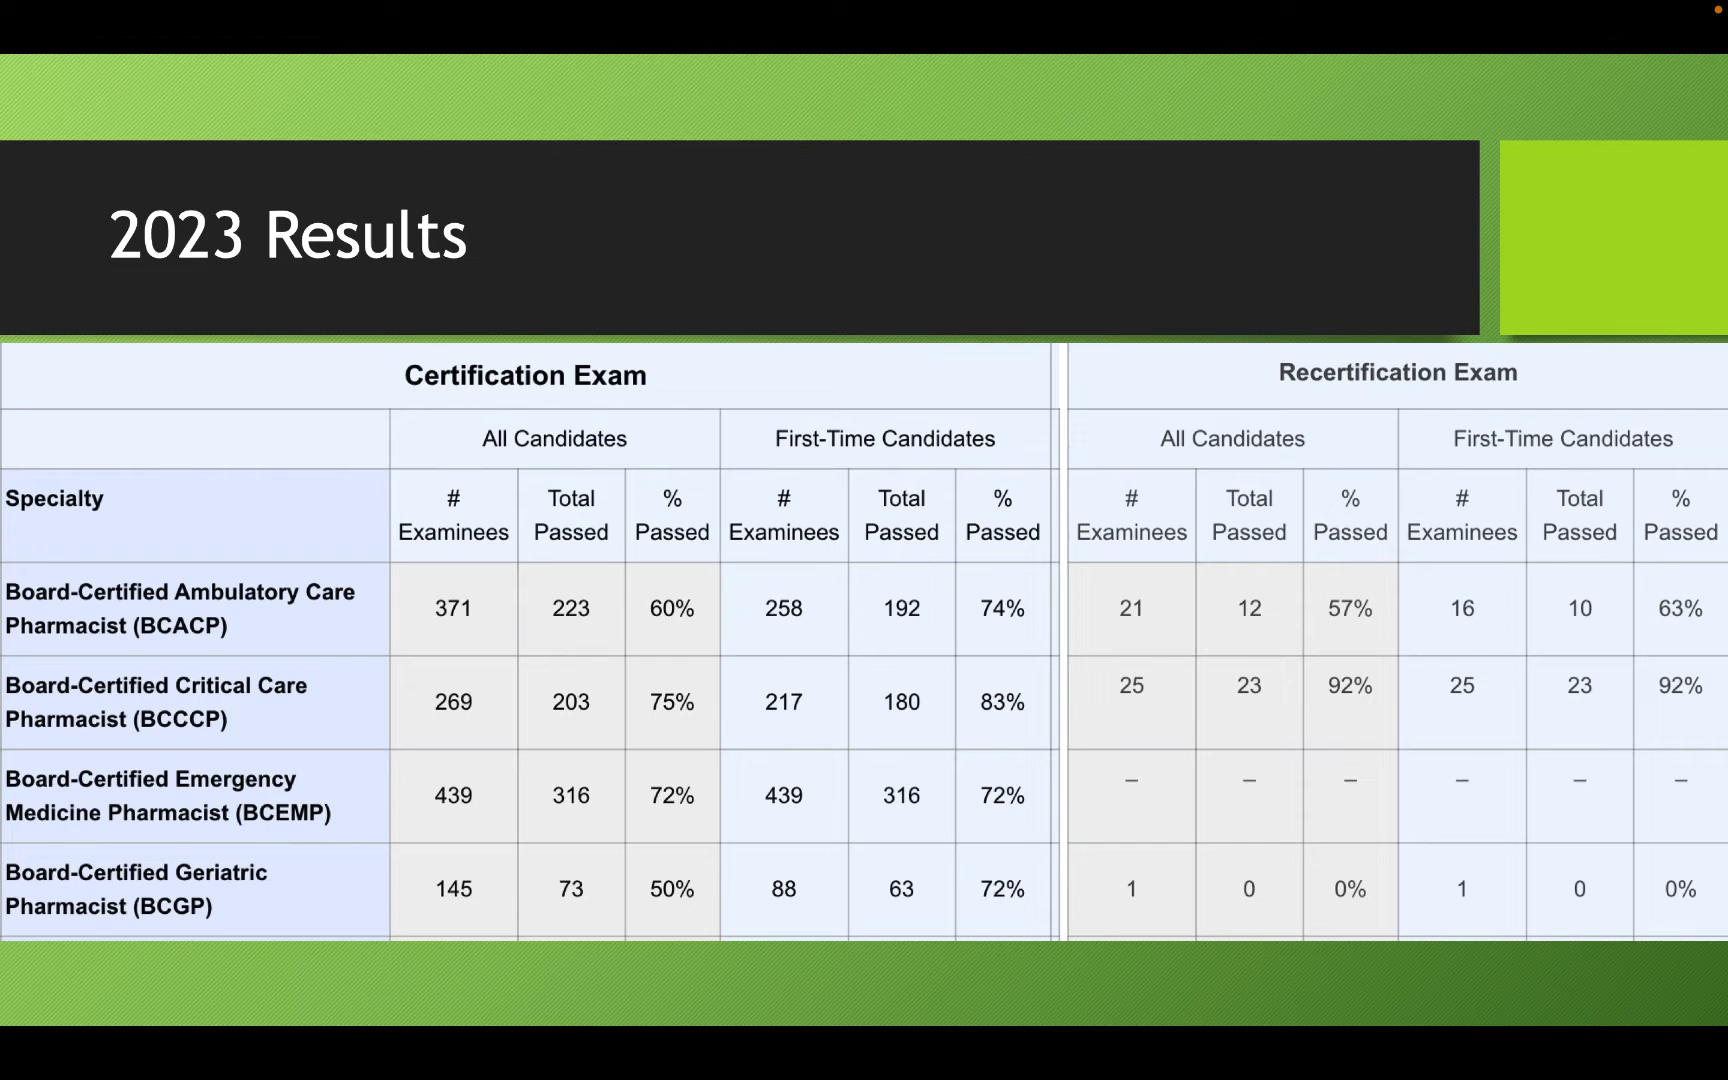 2023 Results
Certification Exam
Recertification Exam
All Candidates First-Time Candidates All Candidates First-Time Candidates
Specialty # Examinees Total Passed % Passed # Examinees Total Passed % Passed # Examinees Total Passed % Passed # Examinees Total Passed % Passed
Board-Certified Ambulatory Care
Pharmacist (BCACP) 371 223 60% 258 192 74% 21 12 57% 16 10 63%
Board-Certified Critical Care
Pharmacist (BCCCP) 269 203 75% 217 180 83% 25 23 92% 25 23 92%
Board-Certified Emergency
Medicine Pharmacist (BCEMP) 439 316 72% 439 316 72% – – – – – –
Board-Certified Geriatric
Pharmacist (BCGP) 145 73 50% 88 63 72% 1 0 0% 1 0 0%